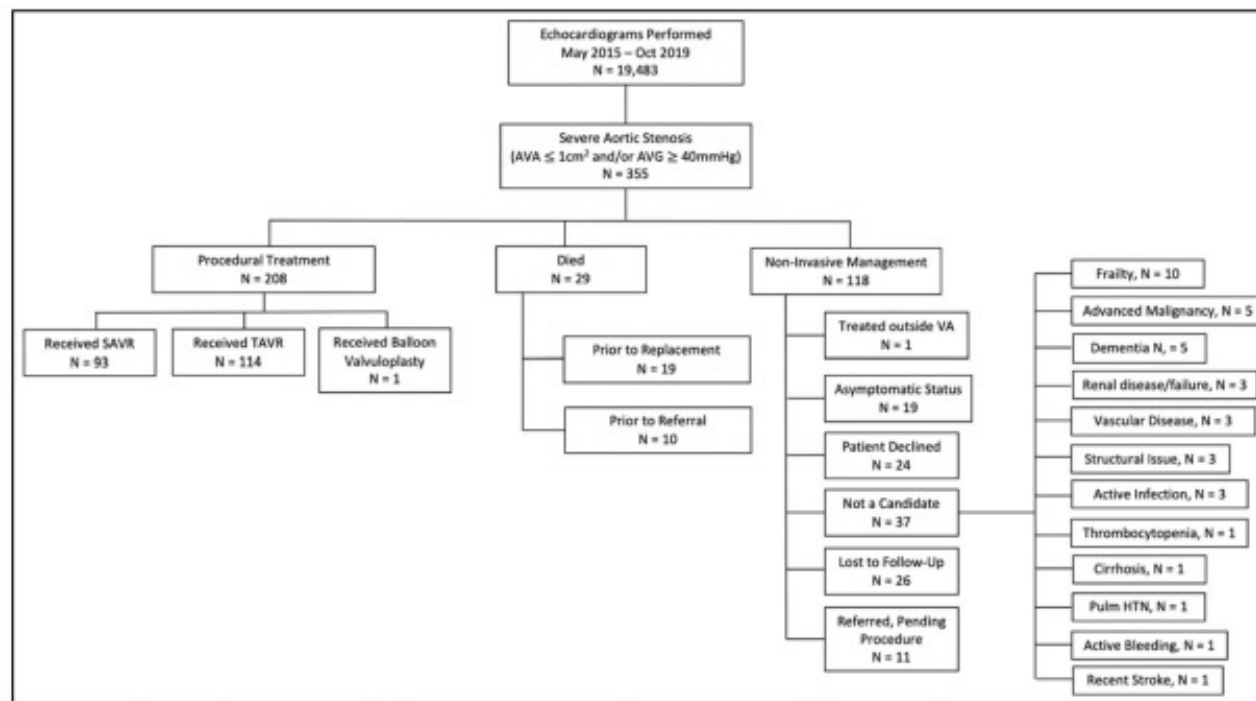 Echocardiograms Performed
May 2015 – Oct 2019
N = 19,483
Severe Aortic Stenosis
(AVA ≤ 1cm² and/or AVG ≥ 40mmHg)
N = 355
Procedural Treatment
N = 208
Died
N = 29
Non-Invasive Management
N = 118
Received SAVR
N = 93
Received TAVR
N = 114
Received Balloon
Valvuloplasty
N = 1
Prior to Replacement
N = 19
Prior to Referral
N = 10
Treated outside VA
N = 1
Asymptomatic Status
N = 19
Patient Declined
N = 24
Not a Candidate
N = 37
Lost to Follow-Up
N = 26
Referred, Pending
Procedure
N = 11
Frailty, N = 10
Advanced Malignancy, N = 5
Dementia N, = 5
Renal disease/failure, N = 3
Vascular Disease, N = 3
Structural Issue, N = 3
Active Infection, N = 3
Thrombocytopenia, N = 1
Cirrhosis, N = 1
Pulm HTN, N = 1
Active Bleeding, N = 1
Recent Stroke, N = 1